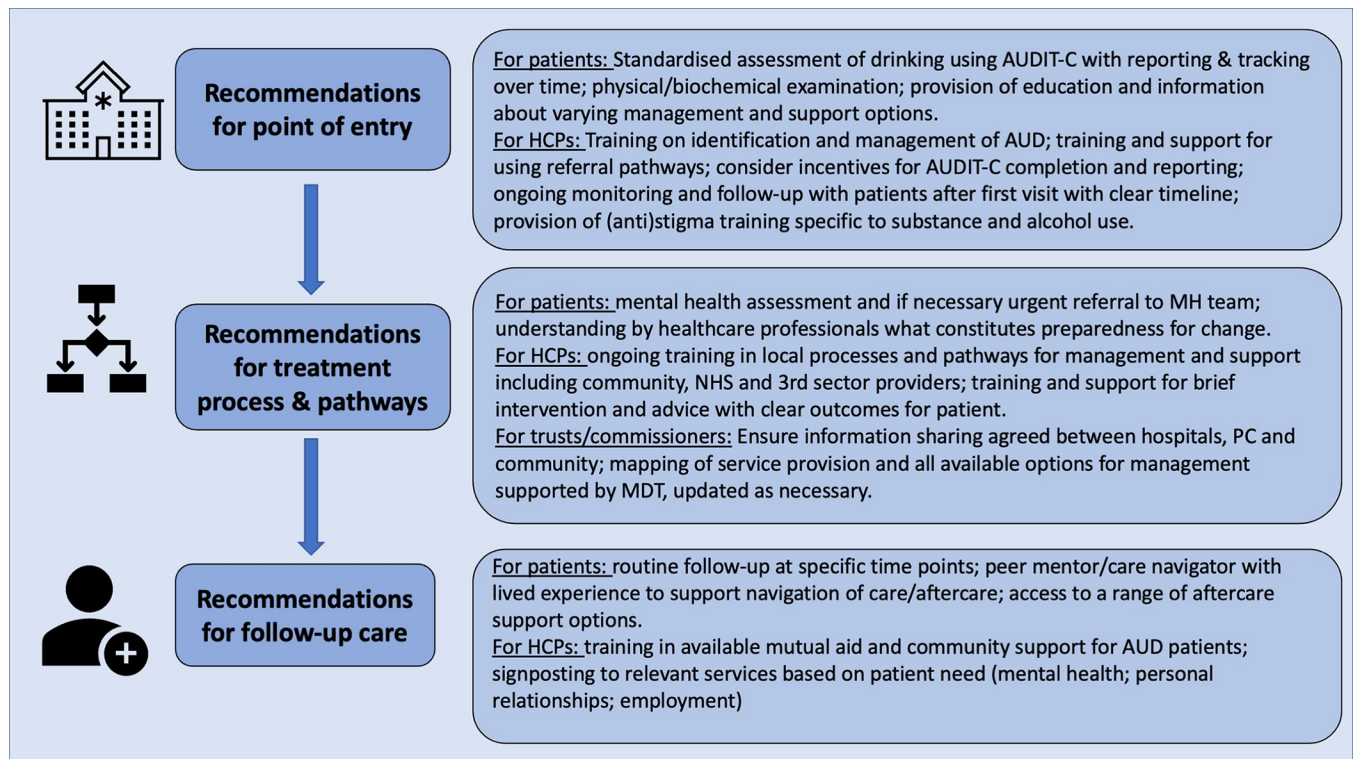 Recommendations
for point of entry
For patients: Standardised assessment of drinking using AUDIT-C with reporting & tracking
over time; physical/biochemical examination; provision of education and information
about varying management and support options.
For HCPs: Training on identification and management of AUD; training and support for
using referral pathways; consider incentives for AUDIT-C completion and reporting;
ongoing monitoring and follow-up with patients after first visit with clear timeline;
provision of (anti)stigma training specific to substance and alcohol use.
Recommendations
for treatment
process & pathways
For patients: mental health assessment and if necessary urgent referral to MH team;
understanding by healthcare professionals what constitutes preparedness for change.
For HCPs: ongoing training in local processes and pathways for management and support
including community, NHS and 3rd sector providers; training and support for brief
intervention and advice with clear outcomes for patient.
For trusts/commissioners: Ensure information sharing agreed between hospitals, PC and
community; mapping of service provision and all available options for management
supported by MDT, updated as necessary.
Recommendations
for follow-up care
For patients: routine follow-up at specific time points; peer mentor/care navigator with
lived experience to support navigation of care/aftercare; access to a range of aftercare
support options.
For HCPs: training in available mutual aid and community support for AUD patients;
signposting to relevant services based on patient need (mental health; personal
relationships; employment)